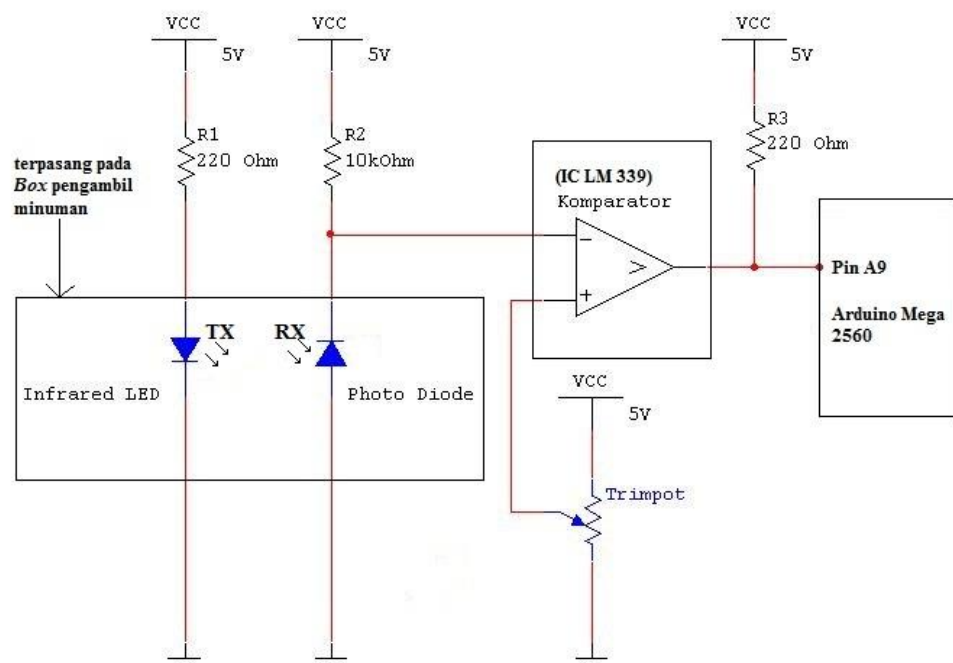 VCC
5V
VCC
5V
VCC
5V
R1
220 Ohm
R2
10kOhm
R3
220 Ohm
terpasang pada
Box pengambil
minuman
(IC LM 339)
Komparator
Pin A9
Arduino Mega
2560
TX
RX
Infrared LED
Photo Diode
VCC
5V
Trimpot